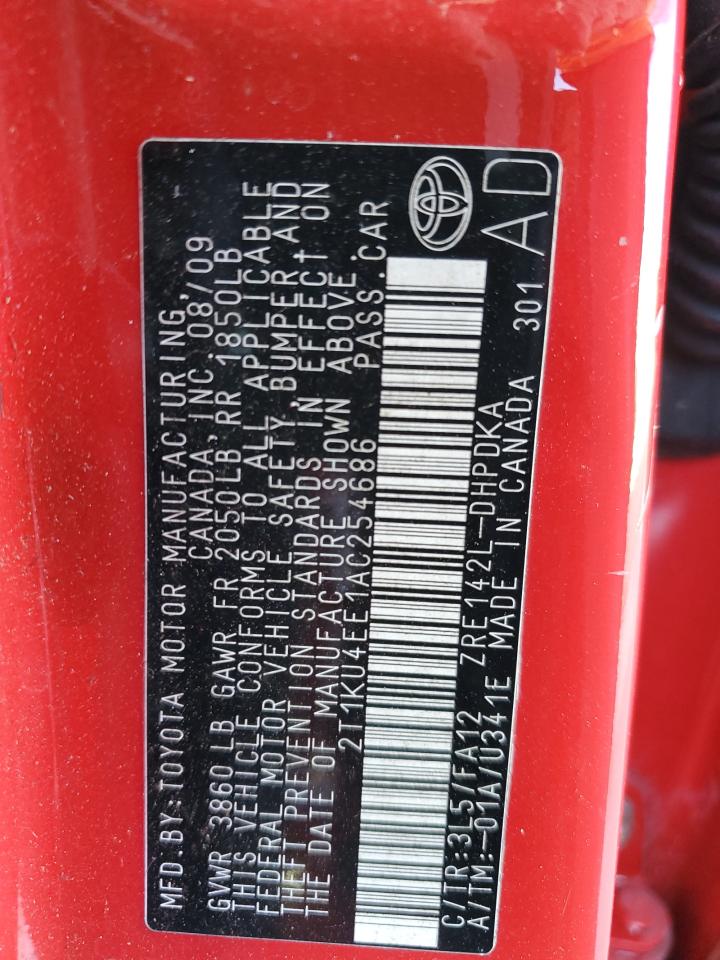 MFD.BY:TOYOTA MOTOR MANUFACTURING,
CANADA, INC. 08/09
GVWR 3860 LB GAWR FR 2050LB RR 1850LB
THIS VEHICLE CONFORMS TO ALL APPLICABLE
FEDERAL MOTOR VEHICLE SAFETY, BUMPER, AND
THEFT PREVENTION STANDARDS IN EFFECT ON
THE DATE OF MANUFACTURE SHOWN ABOVE.
2T1KU4EE1AC254686 PASS. CAR
C/TR:3L5/FA12 ZRE142L-DHPDKA
A/TM:-01A/U341E MADE IN CANADA 301
AD